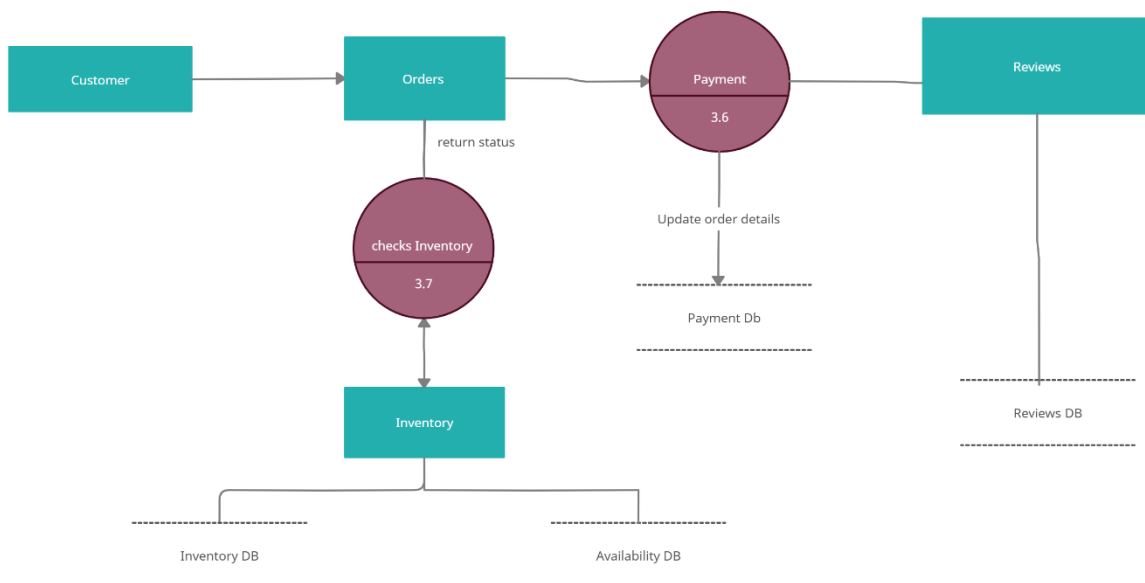 Customer
Orders
Payment
3.6
Reviews
return status
checks Inventory
3.7
Update order details
Payment Db
Inventory
Reviews DB
Inventory DB
Availability DB